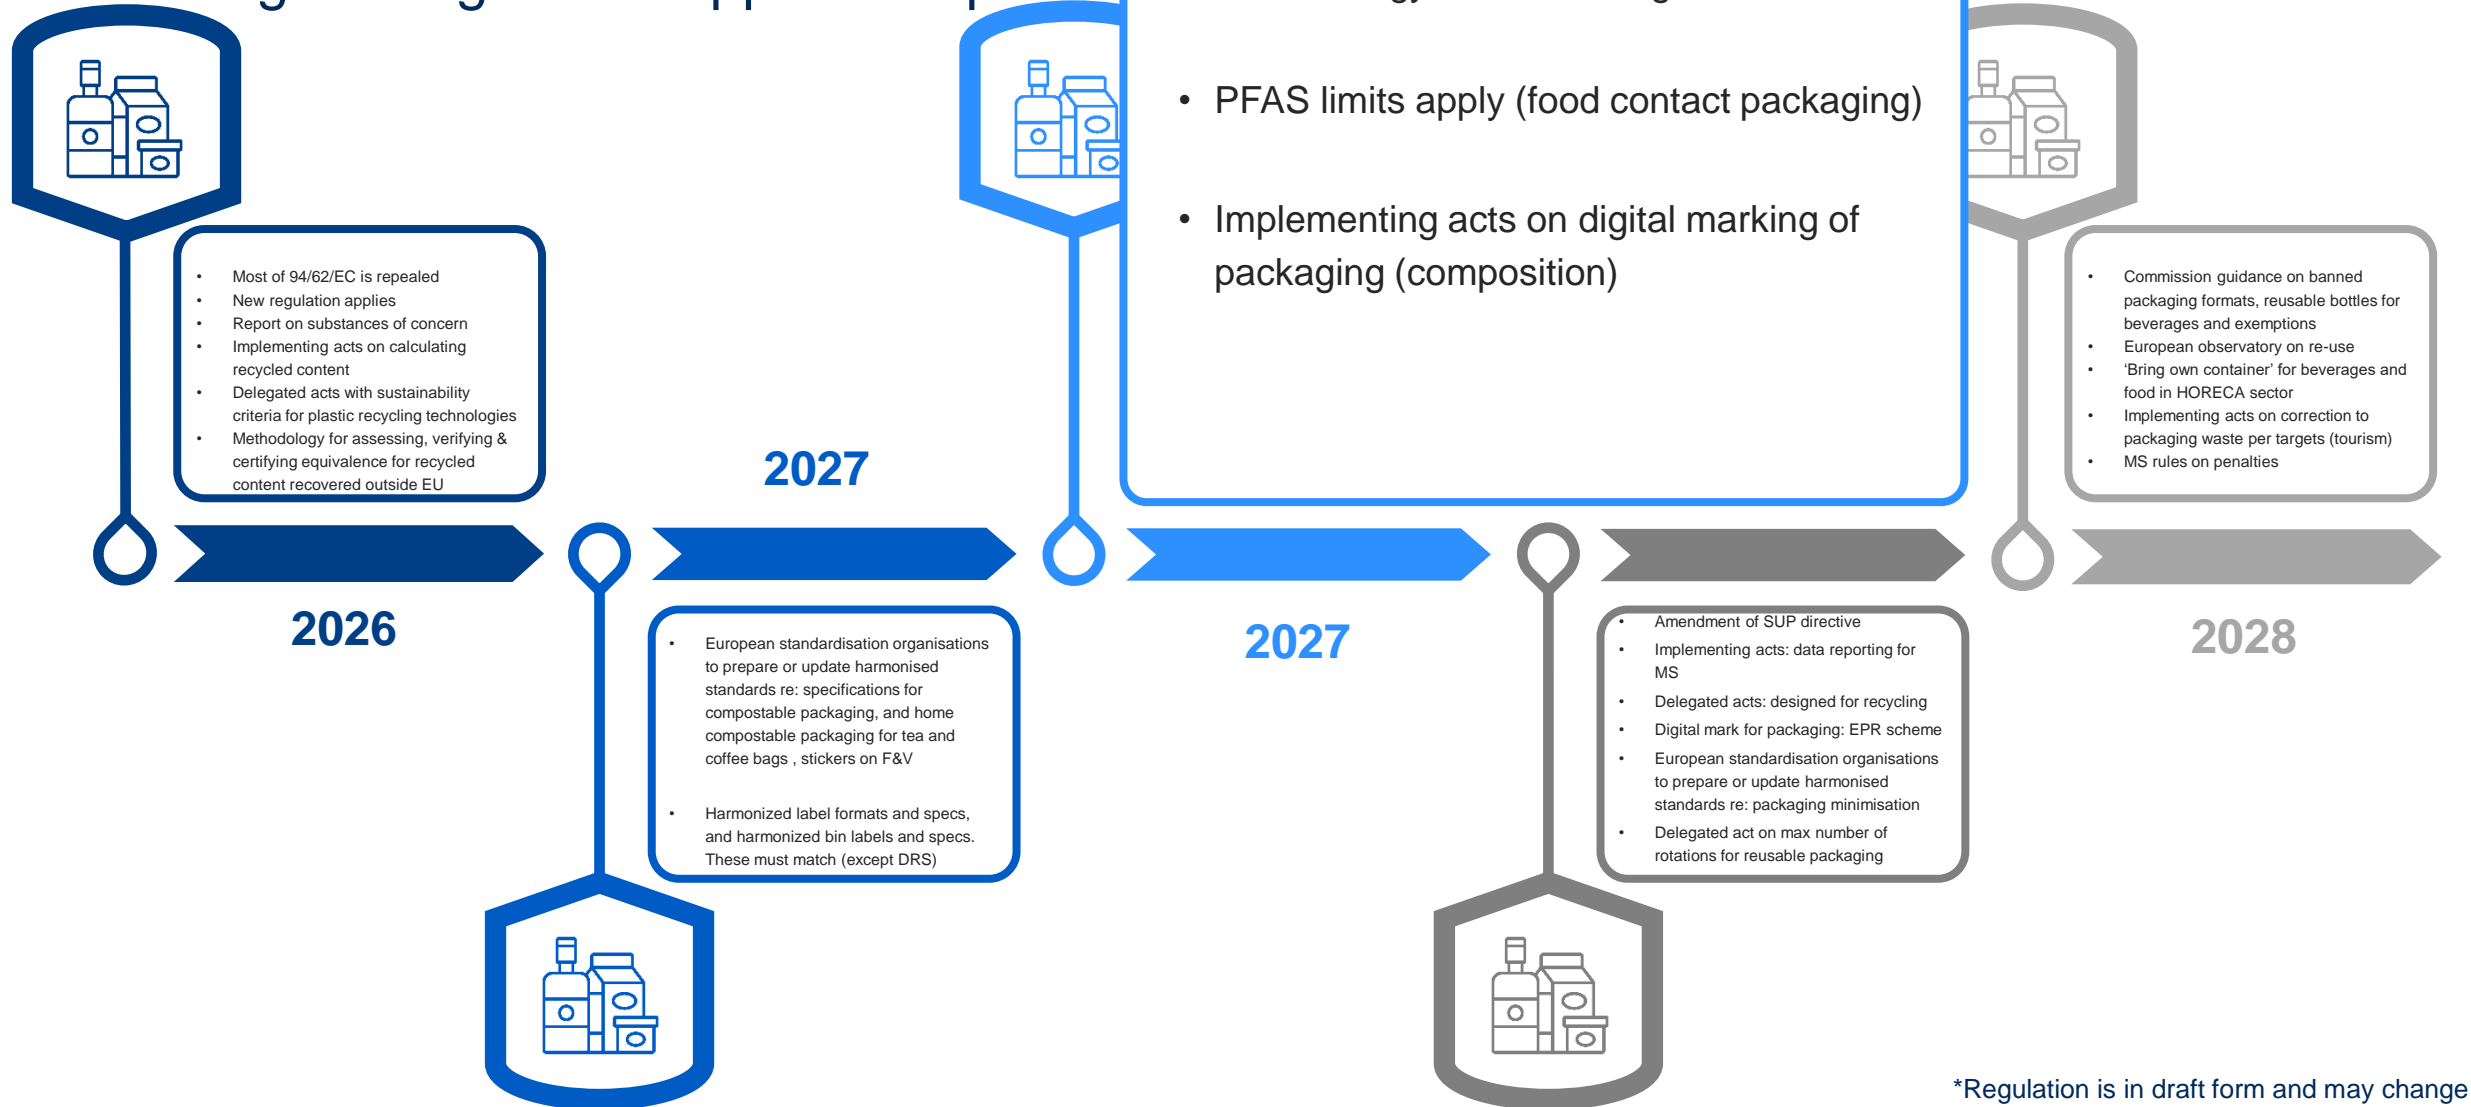 • PFAS limits apply (food contact packaging)
• Implementing acts on digital marking of
packaging (composition)
• Most of 94/62/EC is repealed
• New regulation applies
• Report on substances of concern
• Implementing acts on calculating
recycled content
• Delegated acts with sustainability
criteria for plastic recycling technologies
• Methodology for assessing, verifying &
certifying equivalence for recycled
content recovered outside EU
• Commission guidance on banned
packaging formats, reusable bottles for
beverages and exemptions
• European observatory on re-use
• ‘Bring own container’ for beverages and
food in HORECA sector
• Implementing acts on correction to
packaging waste per targets (tourism)
• MS rules on penalties
2027
2026
2027
2028
• European standardisation organisations
to prepare or update harmonised
standards re: specifications for
compostable packaging, and home
compostable packaging for tea and
coffee bags , stickers on F&V
• Harmonized label formats and specs,
and harmonized bin labels and specs.
These must match (except DRS)
• Amendment of SUP directive
• Implementing acts: data reporting for
MS
• Delegated acts: designed for recycling
• Digital mark for packaging: EPR scheme
• European standardisation organisations
to prepare or update harmonised
standards re: packaging minimisation
• Delegated act on max number of
rotations for reusable packaging
*Regulation is in draft form and may change